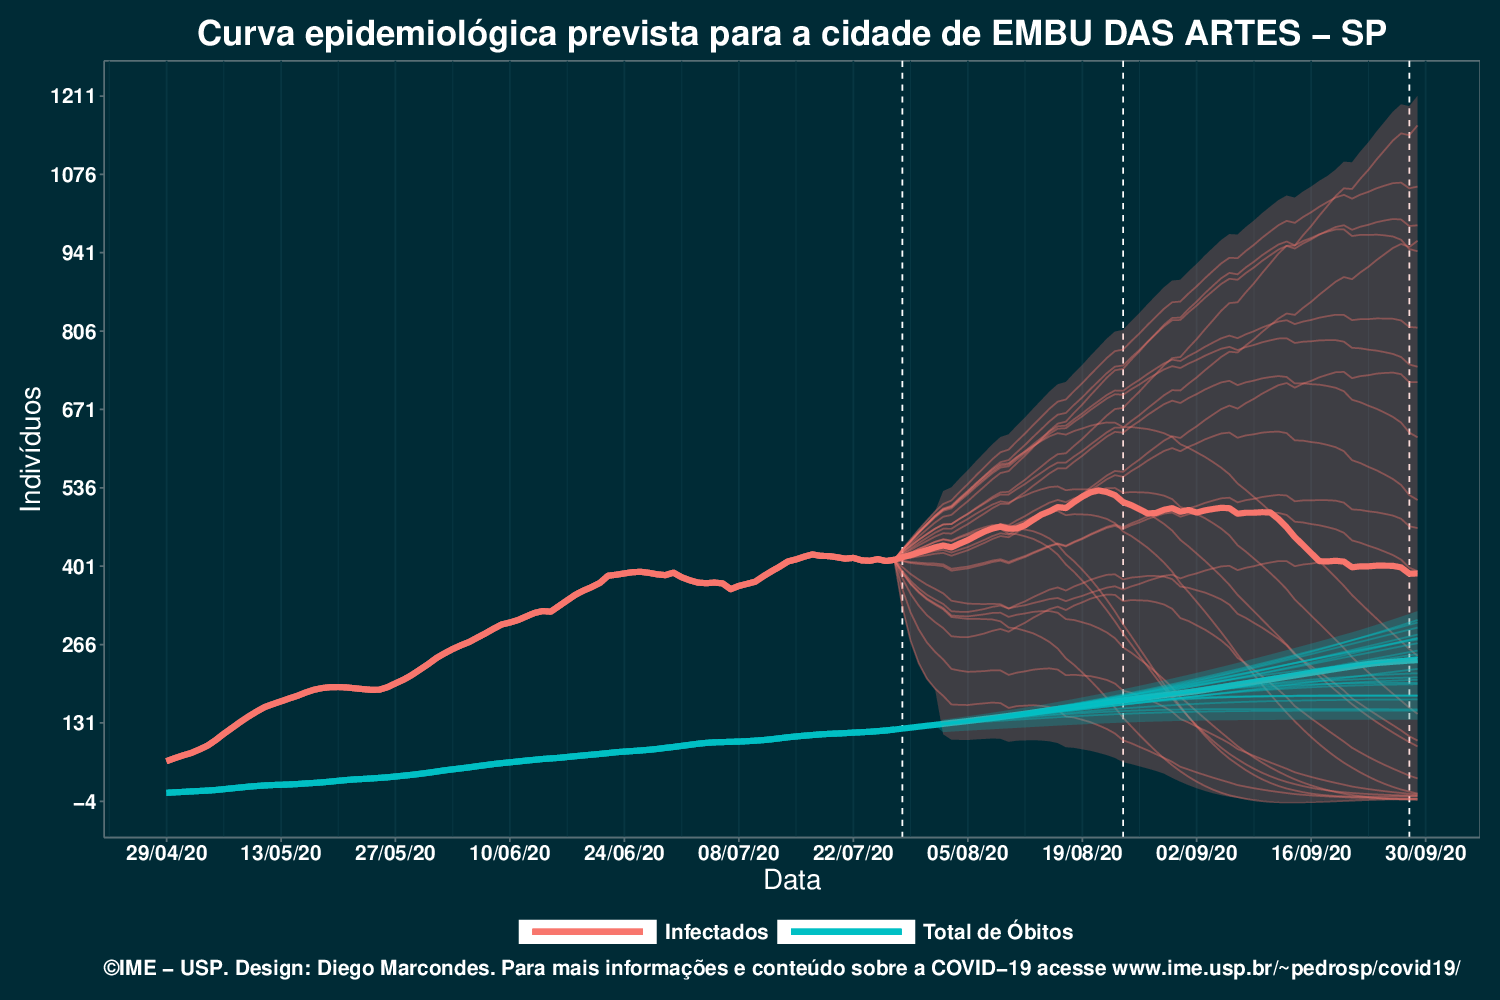 Curva epidemiológica prevista para a cidade de EMBU DAS ARTES – SP
Indivíduos
1211
1076
941
806
671
536
401
266
131
−4
29/04/20 13/05/20 27/05/20 10/06/20 24/06/20 08/07/20 22/07/20 05/08/20 19/08/20 02/09/20 16/09/20 30/09/20
Data
Infectados Total de Óbitos
©IME – USP. Design: Diego Marcondes. Para mais informações e conteúdo sobre a COVID−19 acesse www.ime.usp.br/~pedrosp/covid19/